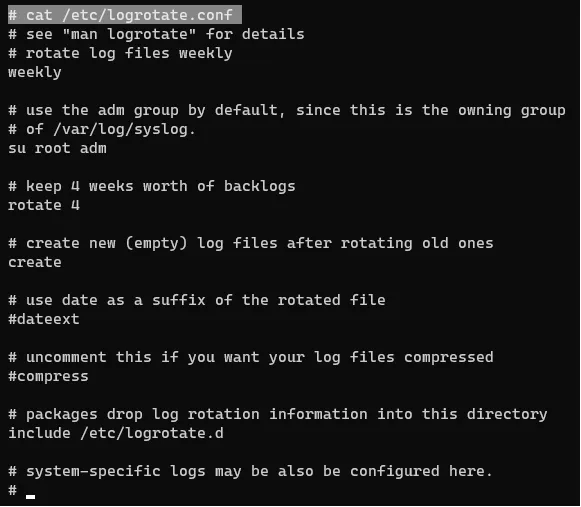 # cat /etc/logrotate.conf
# see "man logrotate" for details
# rotate log files weekly
weekly

# use the adm group by default, since this is the owning group
# of /var/log/syslog.
su root adm

# keep 4 weeks worth of backlogs
rotate 4

# create new (empty) log files after rotating old ones
create

# use date as a suffix of the rotated file
#dateext

# uncomment this if you want your log files compressed
#compress

# packages drop log rotation information into this directory
include /etc/logrotate.d

# system-specific logs may be also be configured here.
#